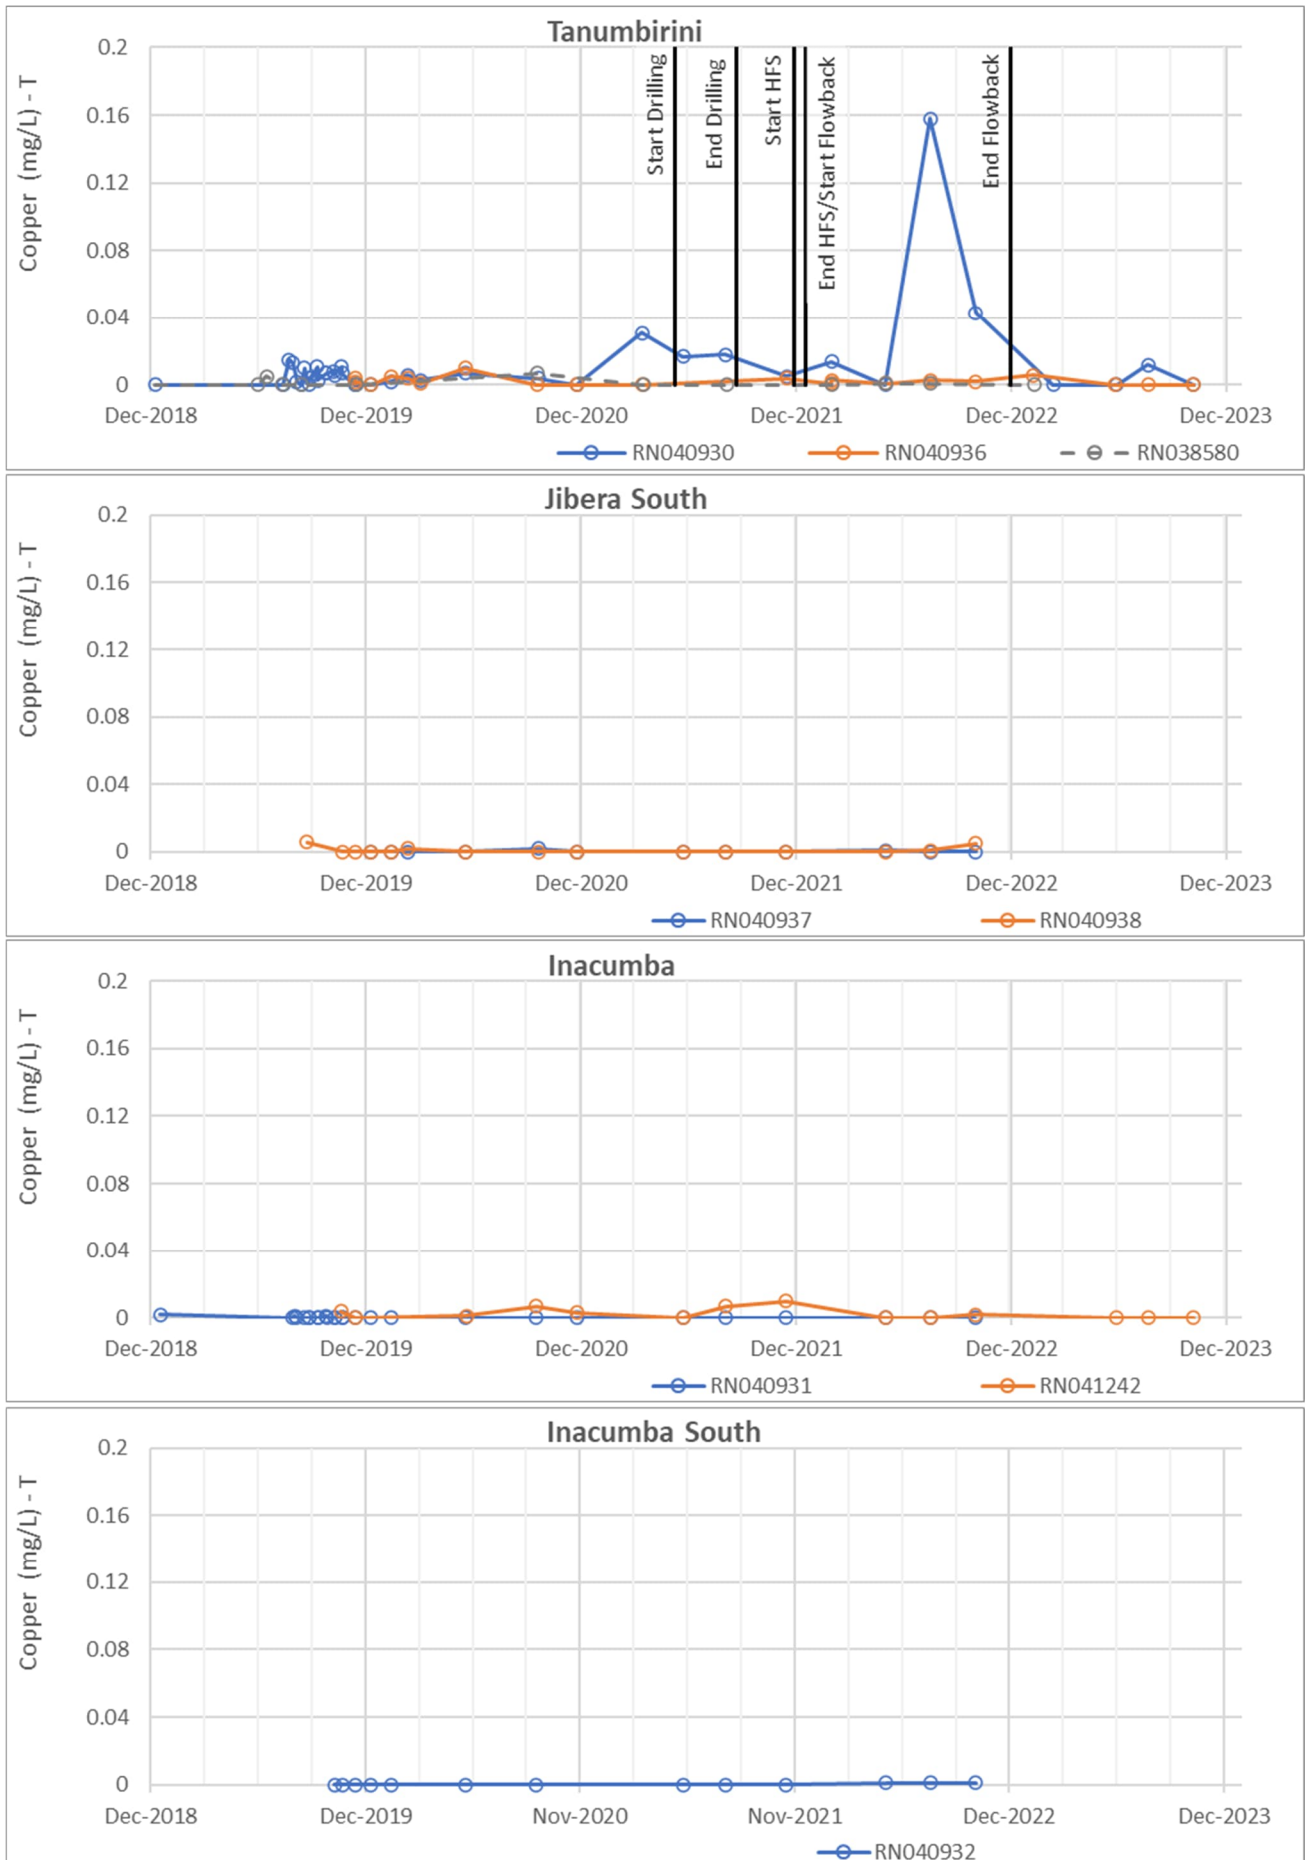 Tanumbirini
Copper (mg/L) - T
0.2
0.16
0.12
0.08
0.04
0
Start Drilling
End Drilling
Start HFS
End HFS/Start Flowback
End Flowback
Dec-2018 Dec-2019 Dec-2020 Dec-2021 Dec-2022 Dec-2023
RN040930 RN040936 RN038580
Jibera South
Copper (mg/L) - T
0.2
0.16
0.12
0.08
0.04
0
Dec-2018 Dec-2019 Dec-2020 Dec-2021 Dec-2022 Dec-2023
RN040937 RN040938
Inacumba
Copper (mg/L) - T
0.2
0.16
0.12
0.08
0.04
0
Dec-2018 Dec-2019 Dec-2020 Dec-2021 Dec-2022 Dec-2023
RN040931 RN041242
Inacumba South
Copper (mg/L) - T
0.2
0.16
0.12
0.08
0.04
0
Dec-2018 Dec-2019 Nov-2020 Nov-2021 Dec-2022 Dec-2023
RN040932